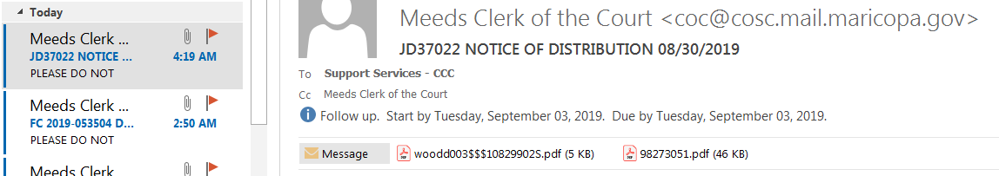 Today
Meeds Clerk ...
JD37022 NOTICE ... 4:19 AM
PLEASE DO NOT
Meeds Clerk ...
FC 2019-053504 D... 2:50 AM
PLEASE DO NOT
Meeds Clerk ...
Meeds Clerk of the Court <coc@cosc.mail.maricopa.gov>
JD37022 NOTICE OF DISTRIBUTION 08/30/2019
To Support Services - CCC
Cc Meeds Clerk of the Court
Follow up. Start by Tuesday, September 03, 2019. Due by Tuesday, September 03, 2019.
Message woodd003$$$10829902S.pdf (5 KB) 98273051.pdf (46 KB)